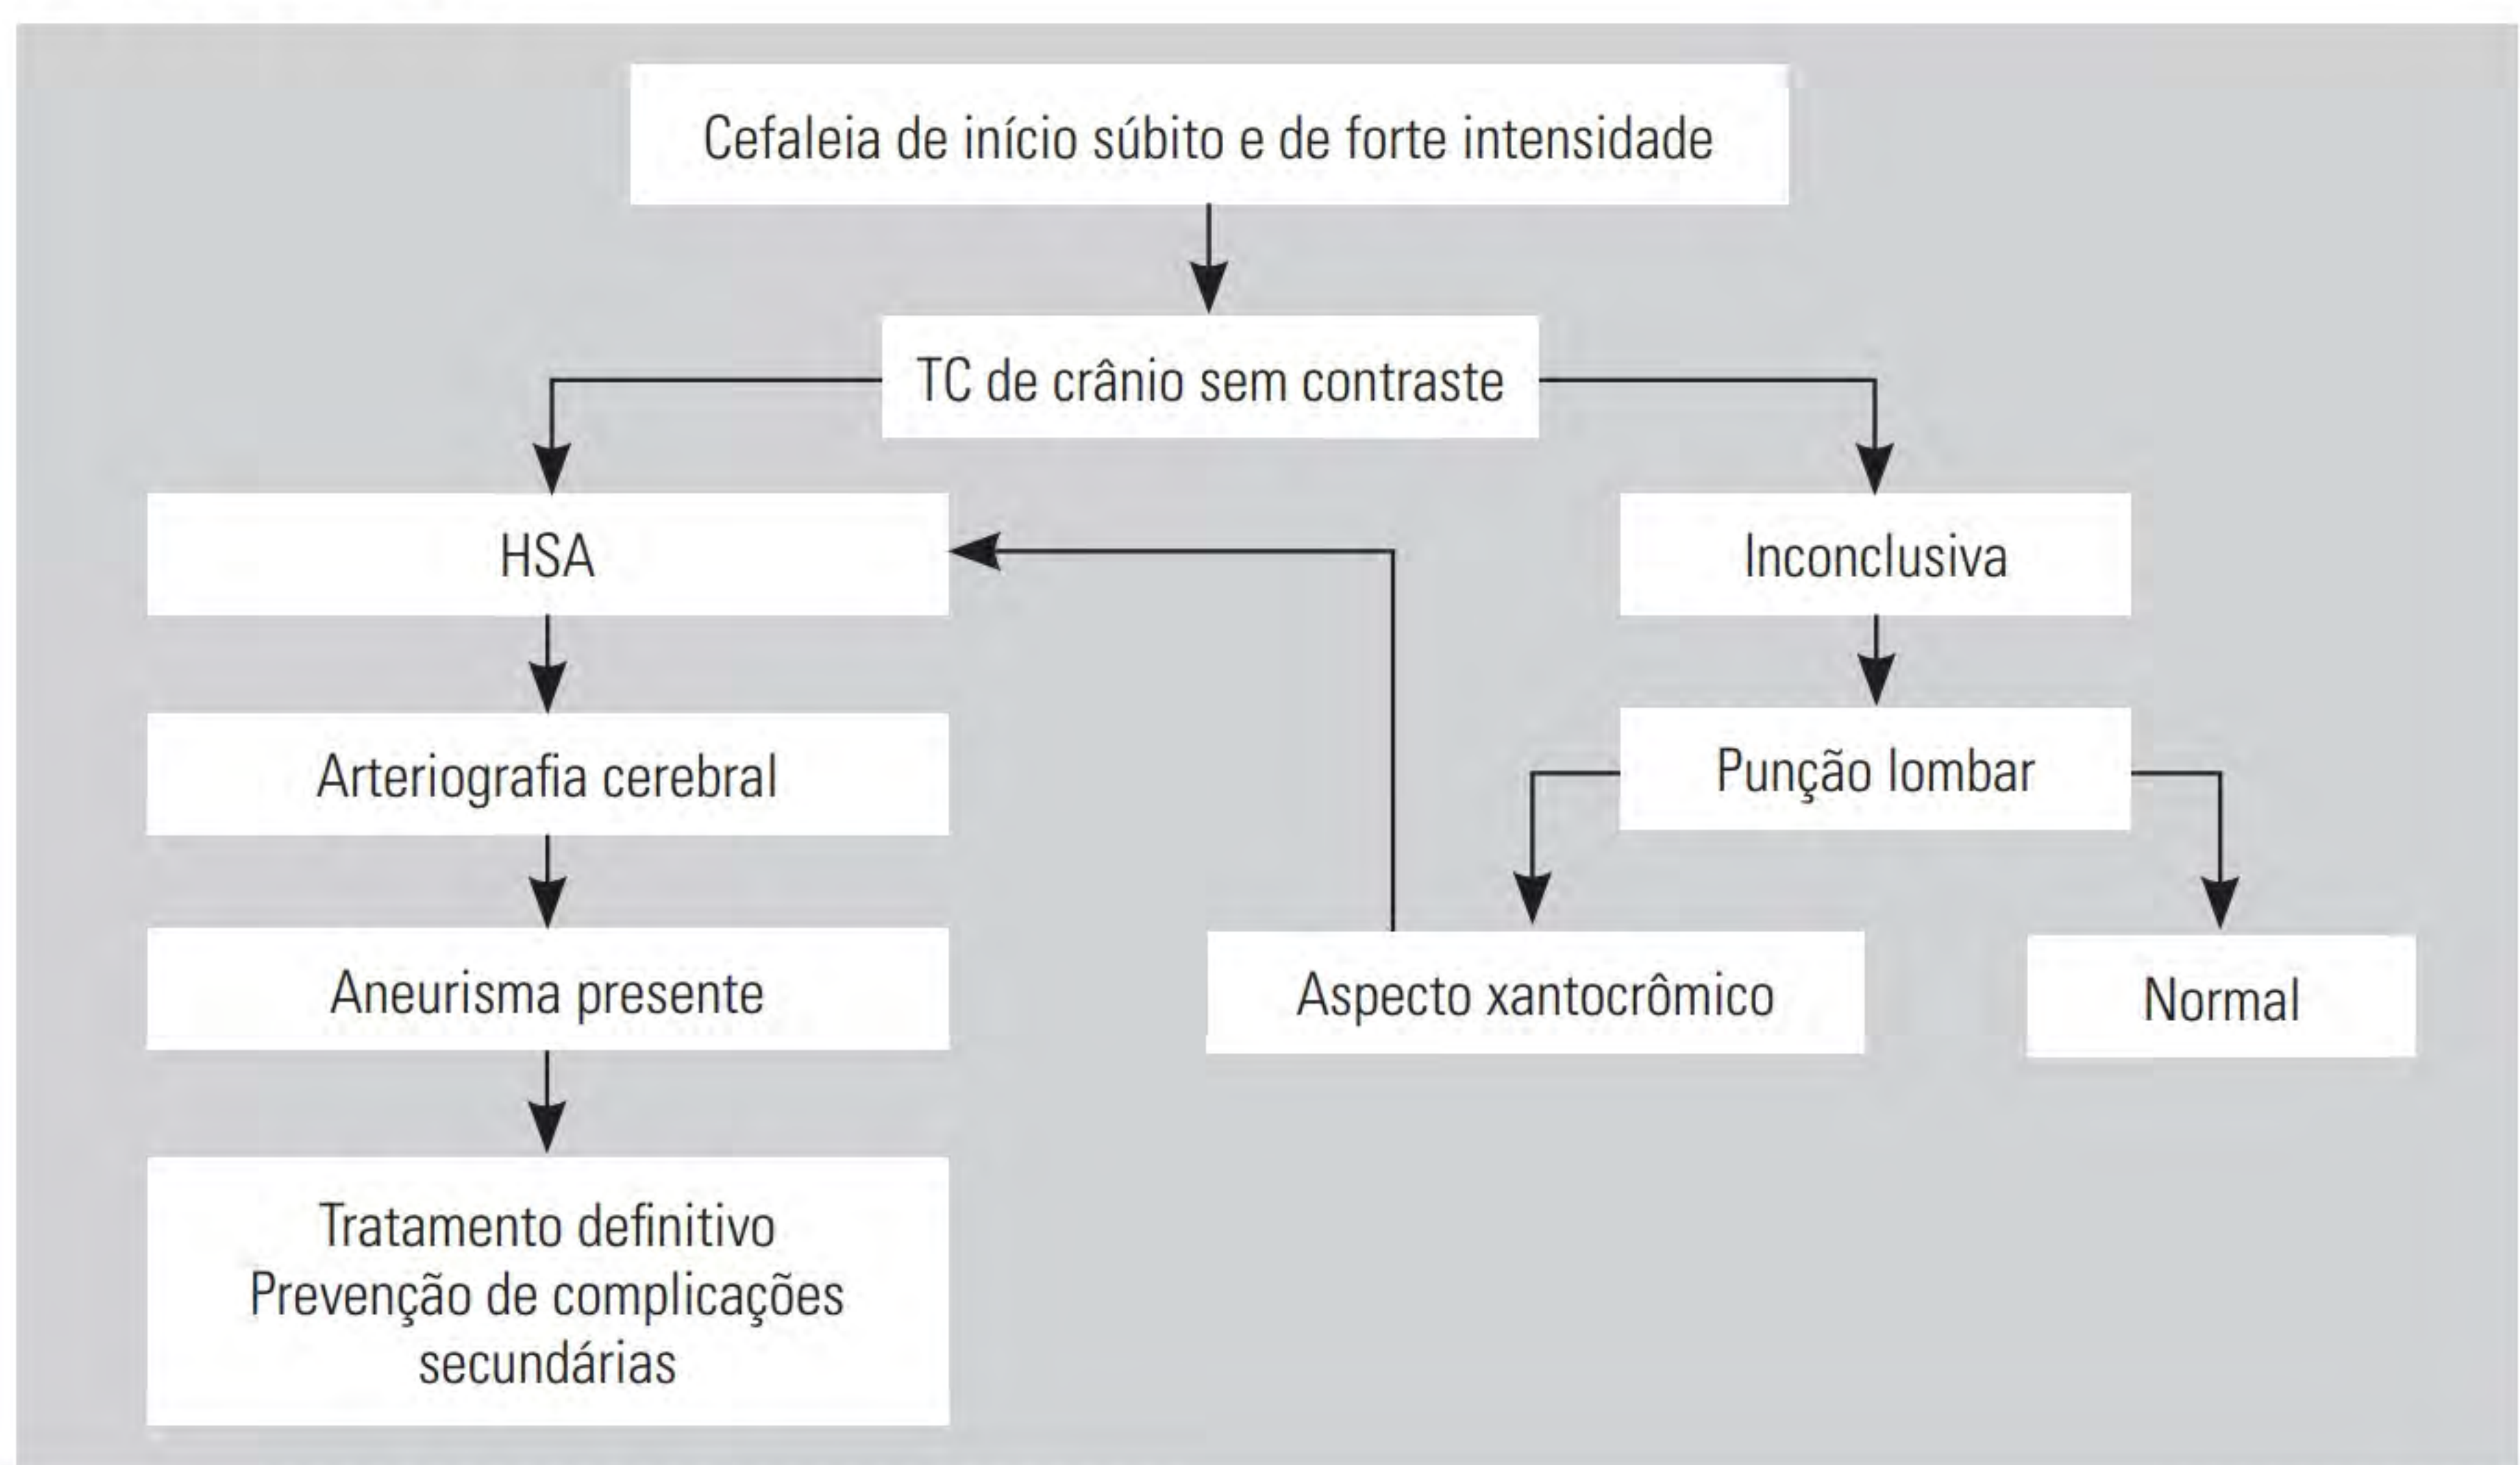 Cefaleia de início súbito e de forte intensidade
TC de crânio sem contraste
HSA
Inconclusiva
Arteriografia cerebral
Punção lombar
Aneurisma presente
Aspecto xantocrômico
Normal
Tratamento definitivo
Prevenção de complicações
secundárias